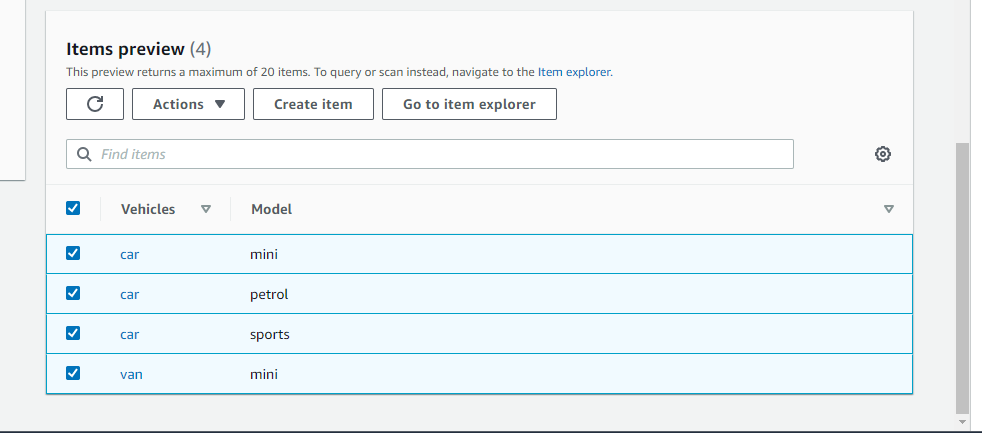 Items preview (4)
This preview returns a maximum of 20 items. To query or scan instead, navigate to the Item explorer.
Actions Create item Go to item explorer
Find items
Vehicles Model
car mini
car petrol
car sports
van mini